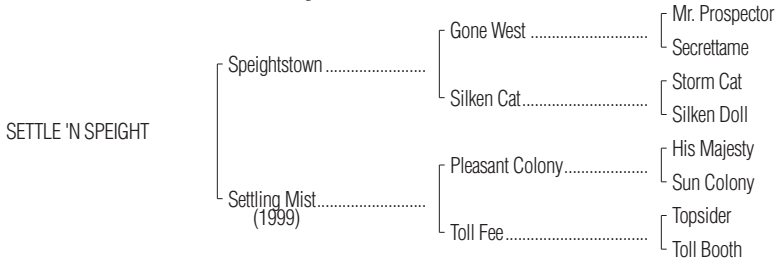 Mr. Prospector
Gone West ............................
Secrettame
Speightstown ........................
Storm Cat
Silken Cat..............................
Silken Doll
SETTLE 'N SPEIGHT
His Majesty
Pleasant Colony....................
Sun Colony
Settling Mist..........................
(1999)
Topsider
Toll Fee..................................
Toll Booth